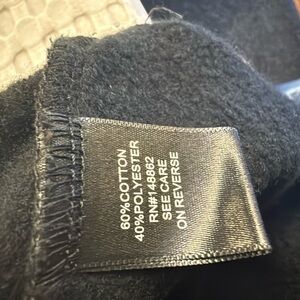 60%COTTON
40%POLYESTER
RN#148862
SEE CARE
ON REVERSE